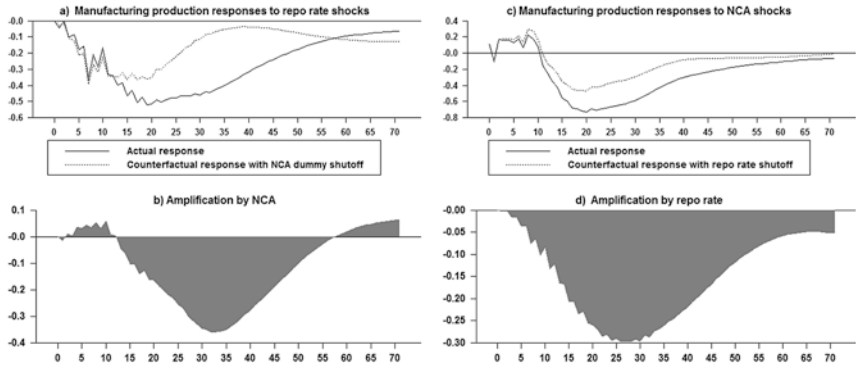 a) Manufacturing production responses to repo rate shocks
0.0
-0.1
-0.2
-0.3
-0.4
-0.5
-0.6
0 5 10 15 20 25 30 35 40 45 50 55 60 65 70
Actual response
Counterfactual response with NCA dummy shutoff
c) Manufacturing production responses to NCA shocks
0.4
0.2
-0.0
-0.2
-0.4
-0.6
-0.8
0 5 10 15 20 25 30 35 40 45 50 55 60 65 70
Actual response
Counterfactual response with repo rate shutoff
b) Amplification by NCA
0.1
-0.0
-0.1
-0.2
-0.3
-0.4
0 5 10 15 20 25 30 35 40 45 50 55 60 65 70
d) Amplification by repo rate
-0.00
-0.05
-0.10
-0.15
-0.20
-0.25
-0.30
0 5 10 15 20 25 30 35 40 45 50 55 60 65 70